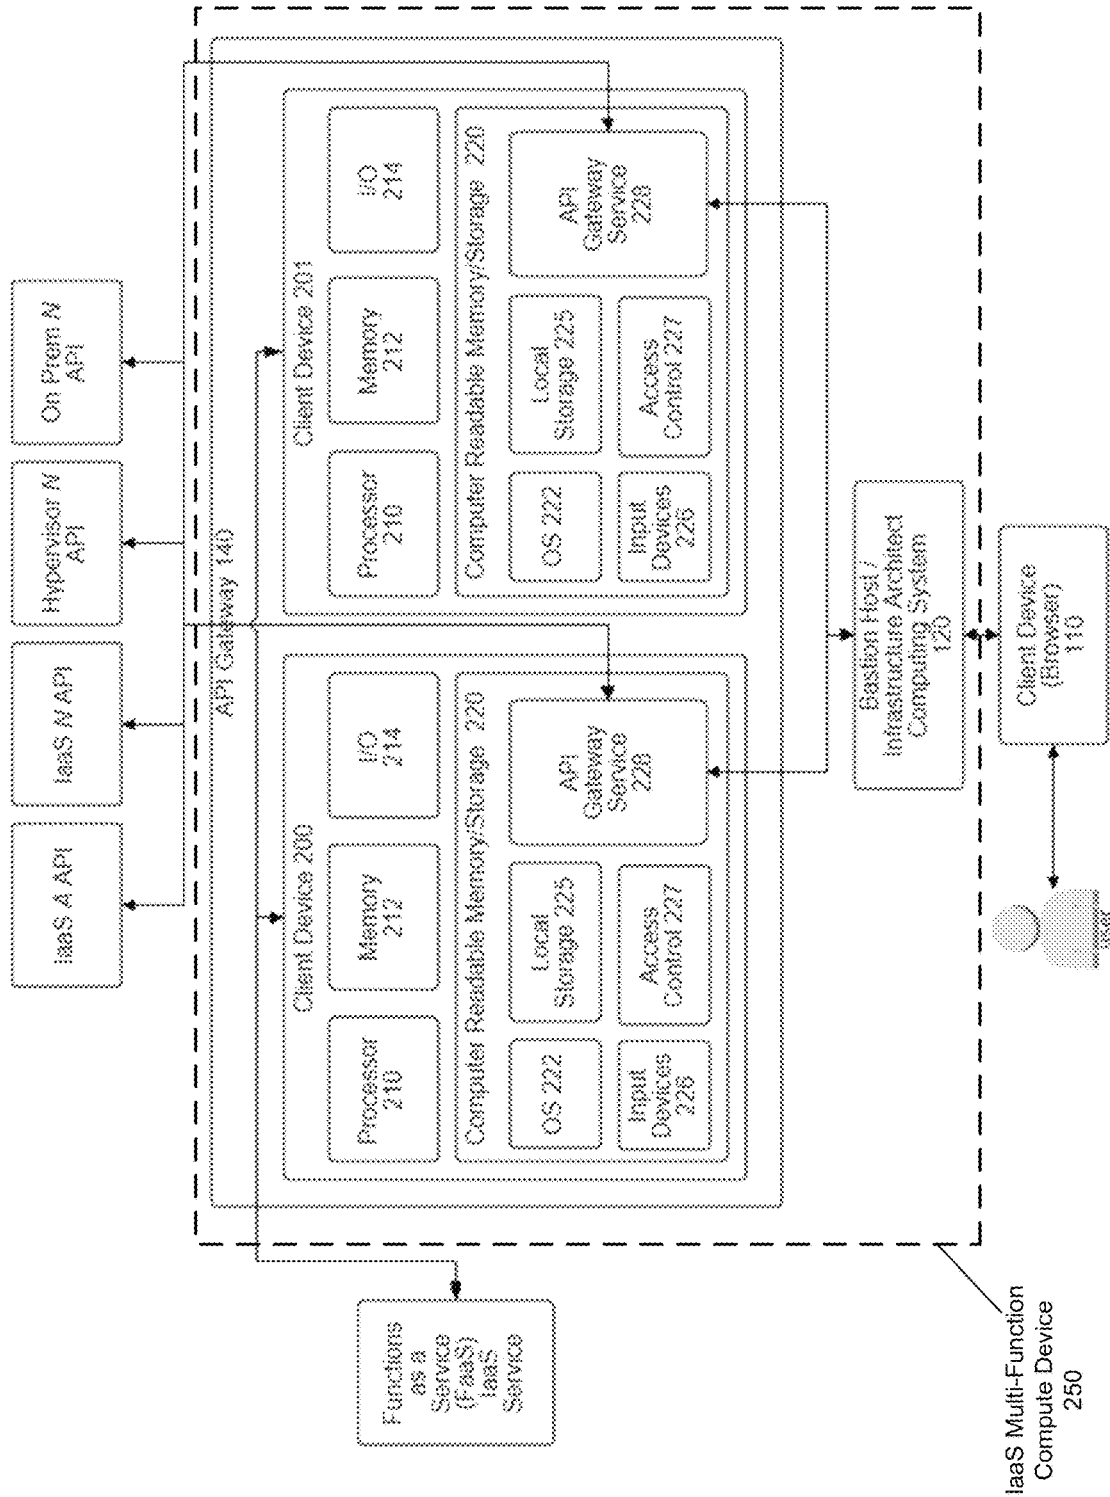 IaaS A API
IaaS N API
Hypervisor N
API
On Prem N
API
API Gateway 140
Functions
as a
Service
(FaaS)
IaaS
Service
Client Device 200
Processor
210
Memory
212
I/O
214
Computer Readable Memory/Storage 220
OS 222
Local
Storage 225
API
Gateway
Service
228
Input
Devices
226
Access
Control 227
Client Device 201
Processor
210
Memory
212
I/O
214
Computer Readable Memory/Storage 220
OS 222
Local
Storage 225
API
Gateway
Service
228
Input
Devices
226
Access
Control 227
Bastion Host /
Infrastructure Architect
Computing System
120
Client Device
(Browser)
110
IaaS Multi-Function
Compute Device
250